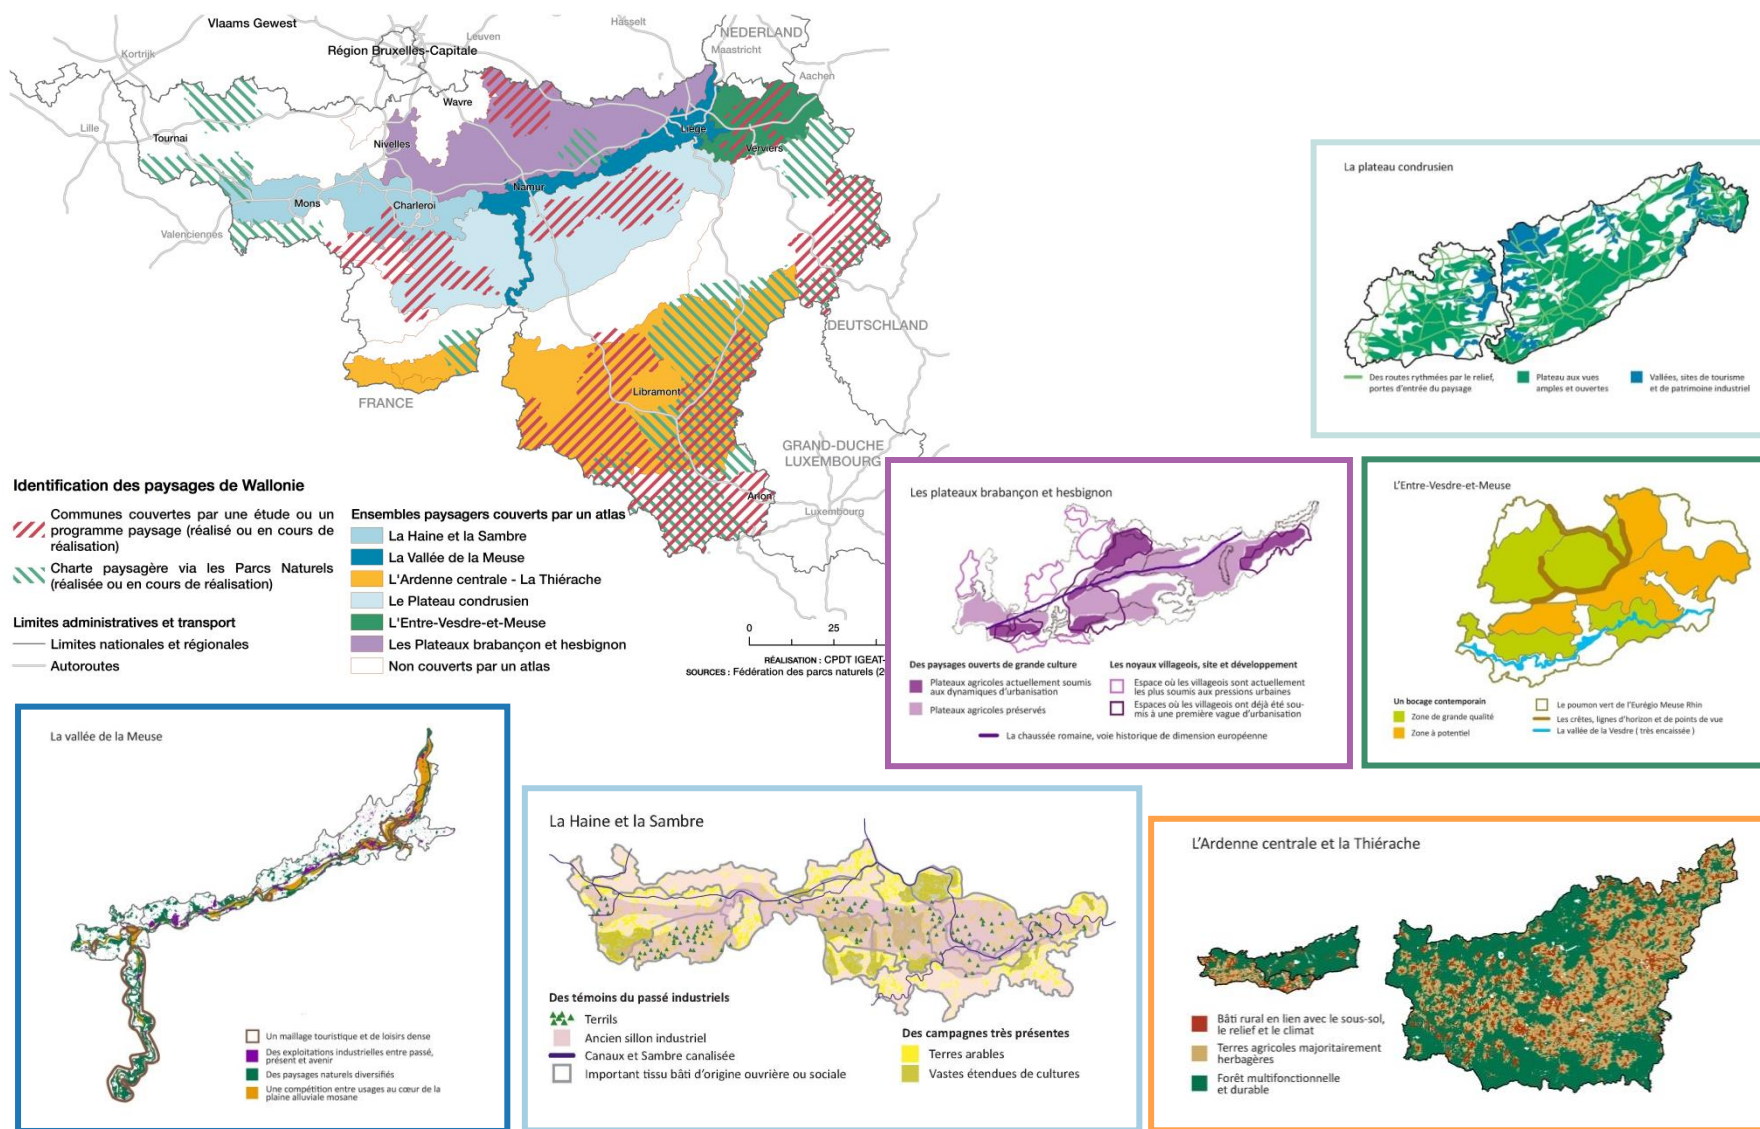 Vlaams Gewest
Hasselt
NEDERLAND
Leuven
Région Bruxelles-Capitale
Maastricht
Kortrijk
Aachen
Wavre
Lille
Tournai
Liège
Nivelles
Verviers
Namur
Mons
Charleroi
Valenciennes
DEUTSCHLAND
Libramont
FRANCE
GRAND-DUCHE
LUXEMBOURG
Arlon
Luxembourg
Identification des paysages de Wallonie
Communes couvertes par une étude ou un
programme paysage (réalisé ou en cours de
réalisation)
Charte paysagère via les Parcs Naturels
(réalisée ou en cours de réalisation)
Limites administratives et transport
Limites nationales et régionales
Autoroutes
Ensembles paysagers couverts par un atlas
La Haine et la Sambre
La Vallée de la Meuse
L'Ardenne centrale - La Thiérache
Le Plateau condrusien
L'Entre-Vesdre-et-Meuse
Les Plateaux brabançon et hesbignon
Non couverts par un atlas
0 25
RÉALISATION : CPDT IGEAT-
SOURCES : Fédération des parcs naturels (2
La plateau condrusien
Des routes rythmées par le relief,
portes d'entrée du paysage
Plateau aux vues
amples et ouvertes
Vallées, sites de tourisme
et de patrimoine industriel
Les plateaux brabançon et hesbignon
Des paysages ouverts de grande culture
Plateaux agricoles actuellement soumis
aux dynamiques d'urbanisation
Plateaux agricoles préservés
Les noyaux villageois, site et développement
Espace où les villageois sont actuellement
les plus soumis aux pressions urbaines
Espaces où les villageois ont déjà été sou-
mis à une première vague d'urbanisation
La chaussée romaine, voie historique de dimension européenne
L'Entre-Vesdre-et-Meuse
Un bocage contemporain
Zone de grande qualité
Zone à potentiel
Le poumon vert de l'Eurégio Meuse Rhin
Les crêtes, lignes d'horizon et de points de vue
La vallée de la Vesdre ( très encaissée )
La vallée de la Meuse
Un maillage touristique et de loisirs dense
Des exploitations industrielles entre passé,
présent et avenir
Des paysages naturels diversifiés
Une compétition entre usages au cœur de la
plaine alluviale mosane
La Haine et la Sambre
Des témoins du passé industriels
Terrils
Ancien sillon industriel
Canaux et Sambre canalisée
Important tissu bâti d'origine ouvrière ou sociale
Des campagnes très présentes
Terres arables
Vastes étendues de cultures
L'Ardenne centrale et la Thiérache
Bâti rural en lien avec le sous-sol,
le relief et le climat
Terres agricoles majoritairement
herbagères
Forêt multifonctionnelle
et durable